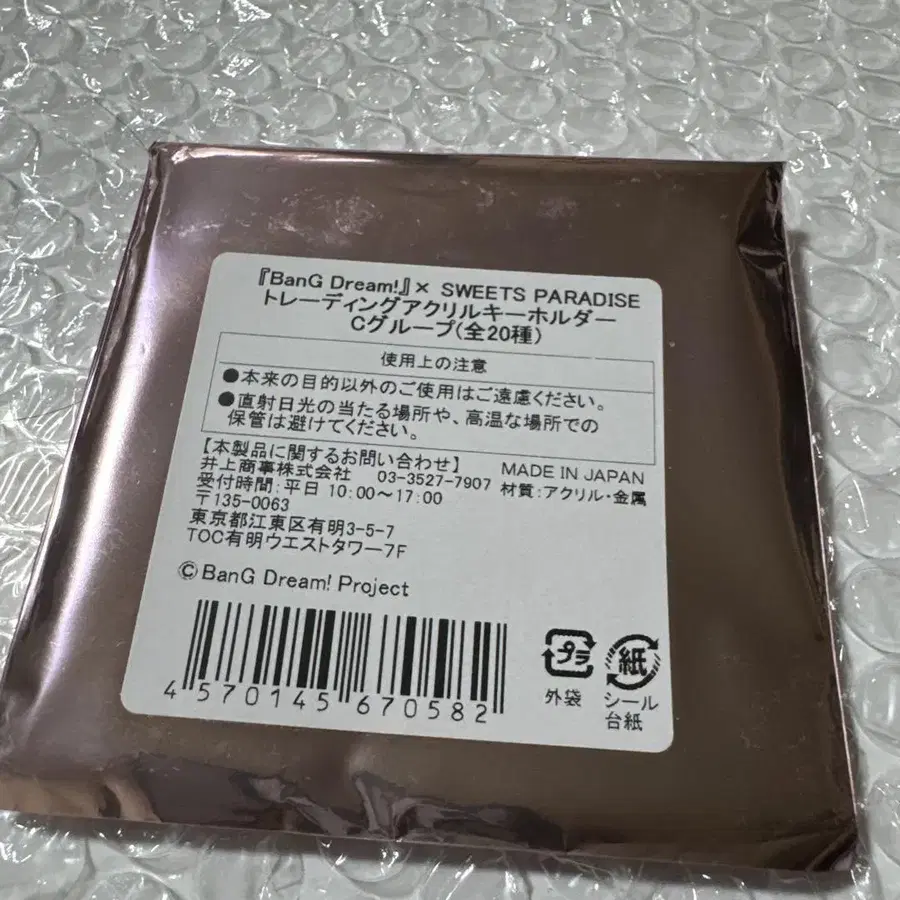 『BanG Dream!』× SWEETS PARADISE
トレーディングアクリルキーホルダー
Cグループ(全20種)
使用上の注意
●本来の目的以外のご使用はご遠慮ください。
●直射日光の当たる場所や、高温な場所での
保管は避けてください。
【本製品に関するお問い合わせ】
井上商事株式会社 03-3527-7907
受付時間:平日 10:00～17:00
〒135-0063
東京都江東区有明3-5-7
TOC有明ウエストタワー7F
MADE IN JAPAN
材質:アクリル・金属
©BanG Dream! Project
4 570145 670582
プラ
外袋
紙
シール
台紙